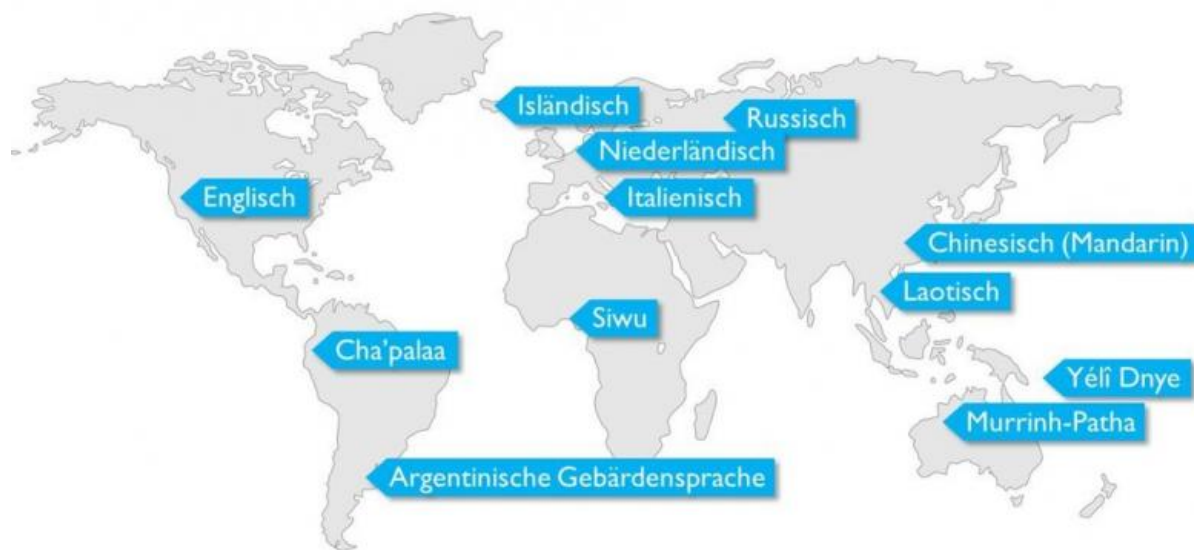 Isländisch
Russisch
Niederländisch
Englisch
Italienisch
Chinesisch (Mandarin)
Laotisch
Siwu
Cha'palaa
Yélî Dnye
Murrinh-Patha
Argentinische Gebärdensprache